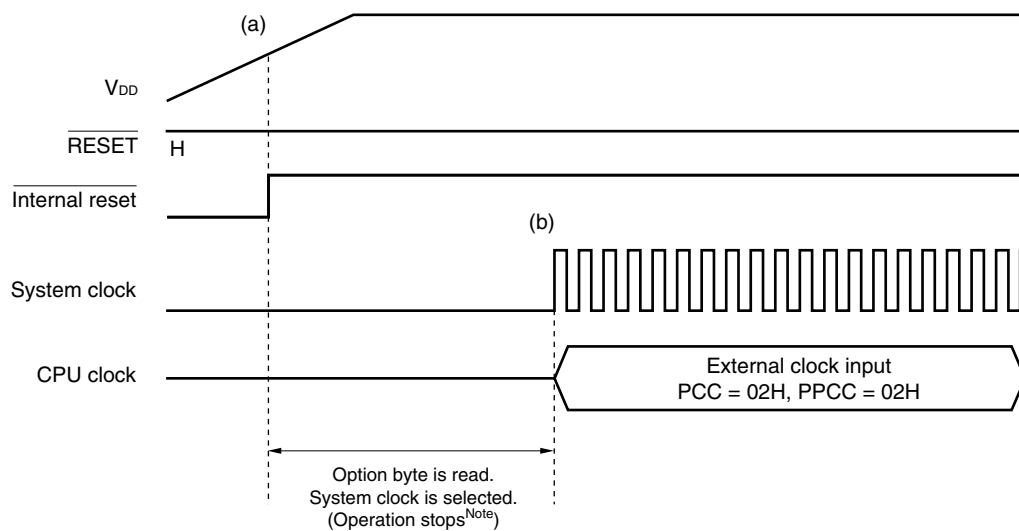 (a)
VDD
RESET
H
Internal reset
(b)
System clock
CPU clock
External clock input
PCC = 02H, PPCC = 02H
Option byte is read.
System clock is selected.
(Operation stopsNote)